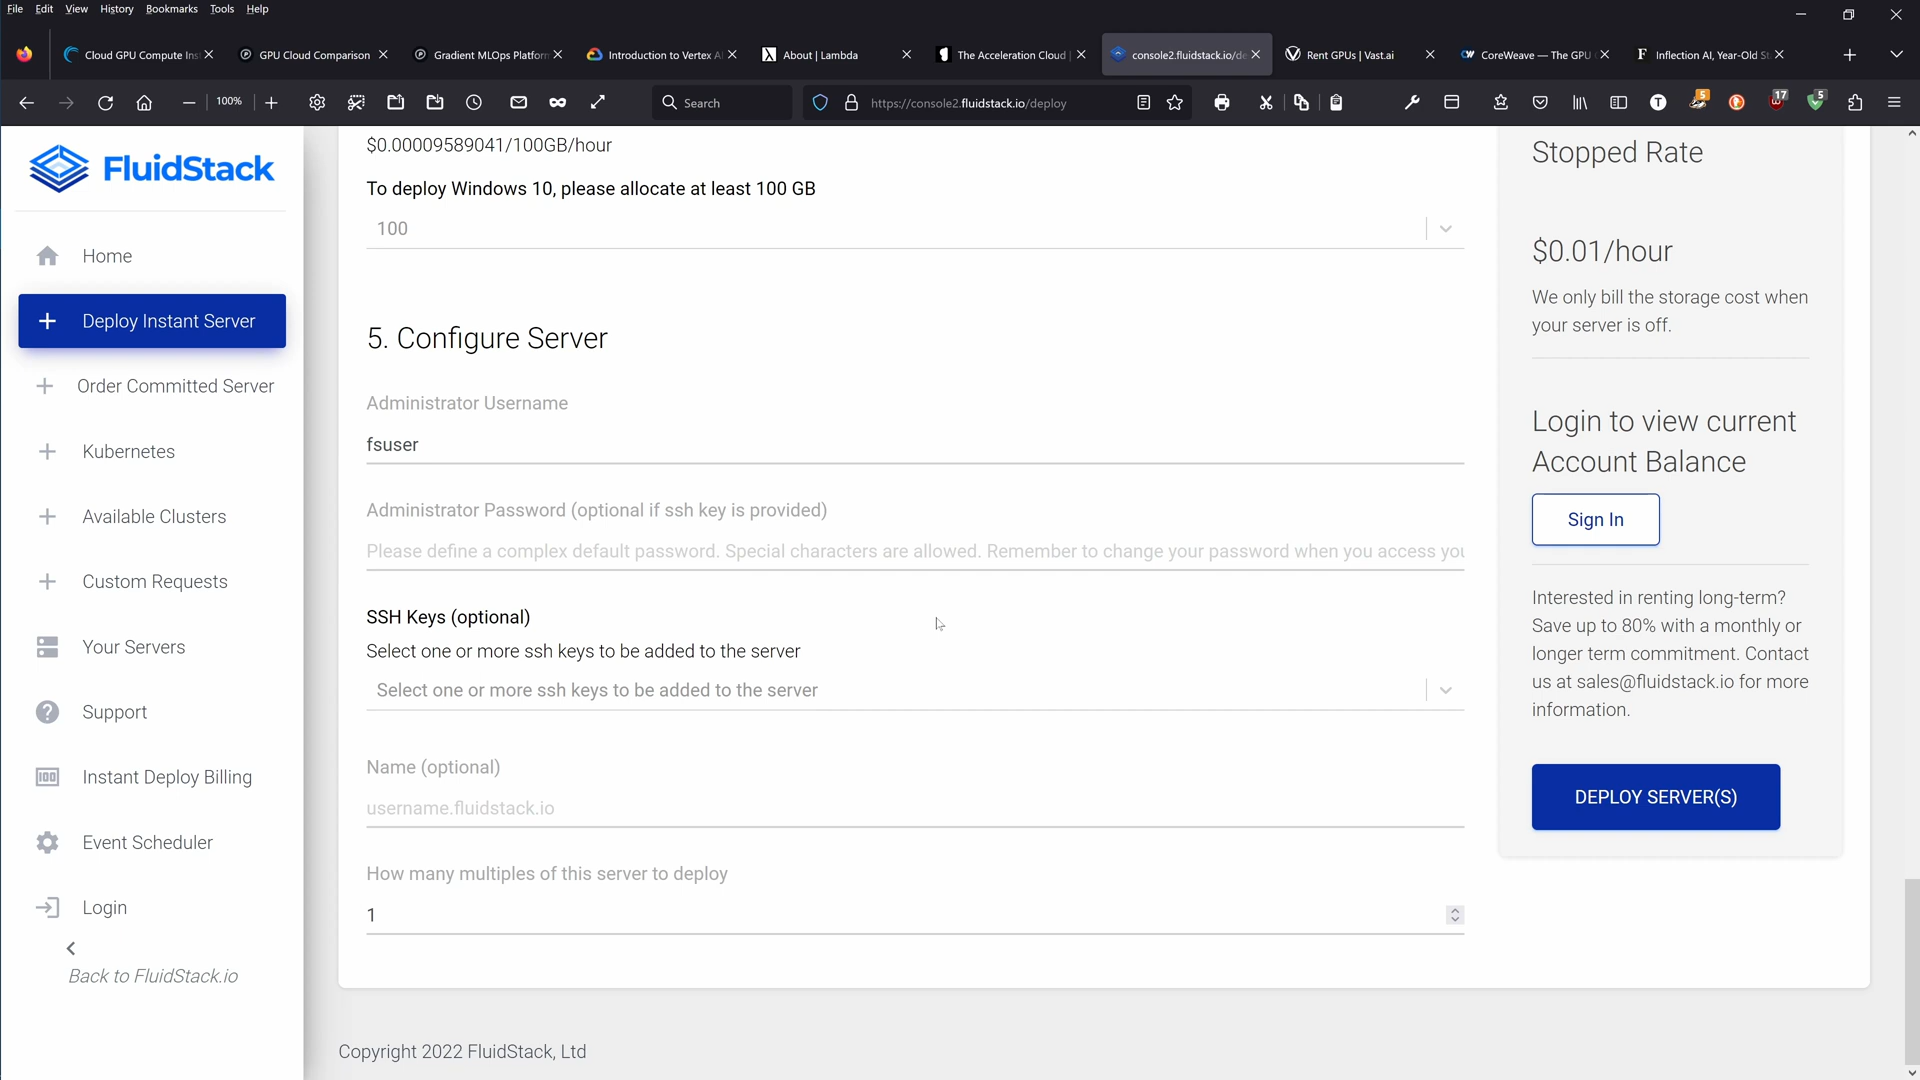 File Edit View History Bookmarks Tools Help
Cloud GPU Compute Ins
GPU Cloud Comparison
Gradient MLOps Platform
Introduction to Vertex AI
About | Lambda
The Acceleration Cloud |
console2.fluidstack.io/de
Rent GPUs | Vast.ai
CoreWeave — The GPU
Inflection AI, Year-Old St
100%
Search
https://console2.fluidstack.io/deploy
5
17
5
FluidStack
Home
Deploy Instant Server
Order Committed Server
Kubernetes
Available Clusters
Custom Requests
Your Servers
Support
Instant Deploy Billing
Event Scheduler
Login
Back to FluidStack.io
$0.00009589041/100GB/hour
To deploy Windows 10, please allocate at least 100 GB
100
5. Configure Server
Administrator Username
fsuser
Administrator Password (optional if ssh key is provided)
Please define a complex default password. Special characters are allowed. Remember to change your password when you access you
SSH Keys (optional)
Select one or more ssh keys to be added to the server
Select one or more ssh keys to be added to the server
Name (optional)
username.fluidstack.io
How many multiples of this server to deploy
1
Stopped Rate
$0.01/hour
We only bill the storage cost when
your server is off.
Login to view current
Account Balance
Sign In
Interested in renting long-term?
Save up to 80% with a monthly or
longer term commitment. Contact
us at sales@fluidstack.io for more
information.
DEPLOY SERVER(S)
Copyright 2022 FluidStack, Ltd